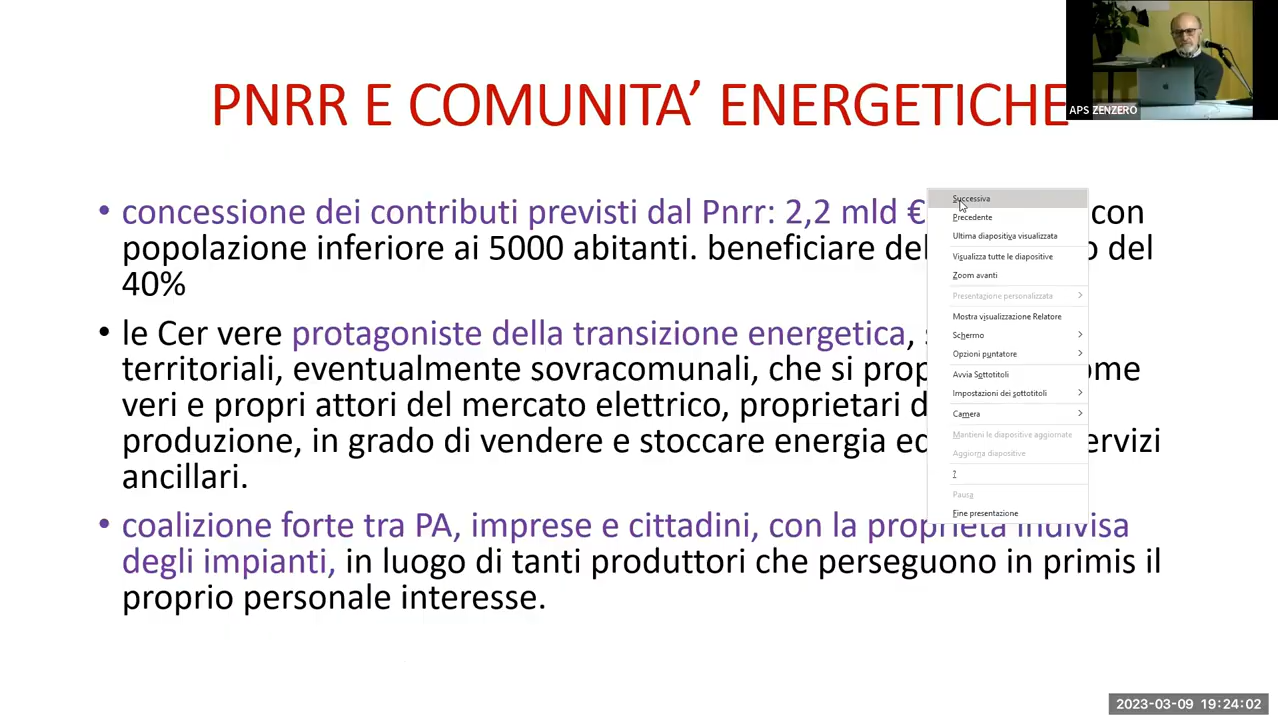 PNRR E COMUNITA’ ENERGETICHE
APS ZENZERO
• concessione dei contributi previsti dal Pnrr: 2,2 mld € con
popolazione inferiore ai 5000 abitanti. beneficiare del
40%
• le Cer vere protagoniste della transizione energetica,
territoriali, eventualmente sovracomunali, che si
veri e propri attori del mercato elettrico, proprietari
produzione, in grado di vendere e stoccare energia
ancillari.
• coalizione forte tra PA, imprese e cittadini, con la proprietà indivisa
degli impianti, in luogo di tanti produttori che perseguono in primis il
proprio personale interesse.
Successiva
Precedente
Ultima diapositiva visualizzata
Visualizza tutte le diapositive
Zoom avanti
Presentazione personalizzata
Mostra visualizzazione Relatore
Schermo
Opzioni puntatore
Avvia Sottotitoli
Impostazioni dei sottotitoli
Camera
Mantieni le diapositive aggiornate
Aggiorna diapositive
?
Pausa
Fine presentazione
2023-03-09 19:24:02